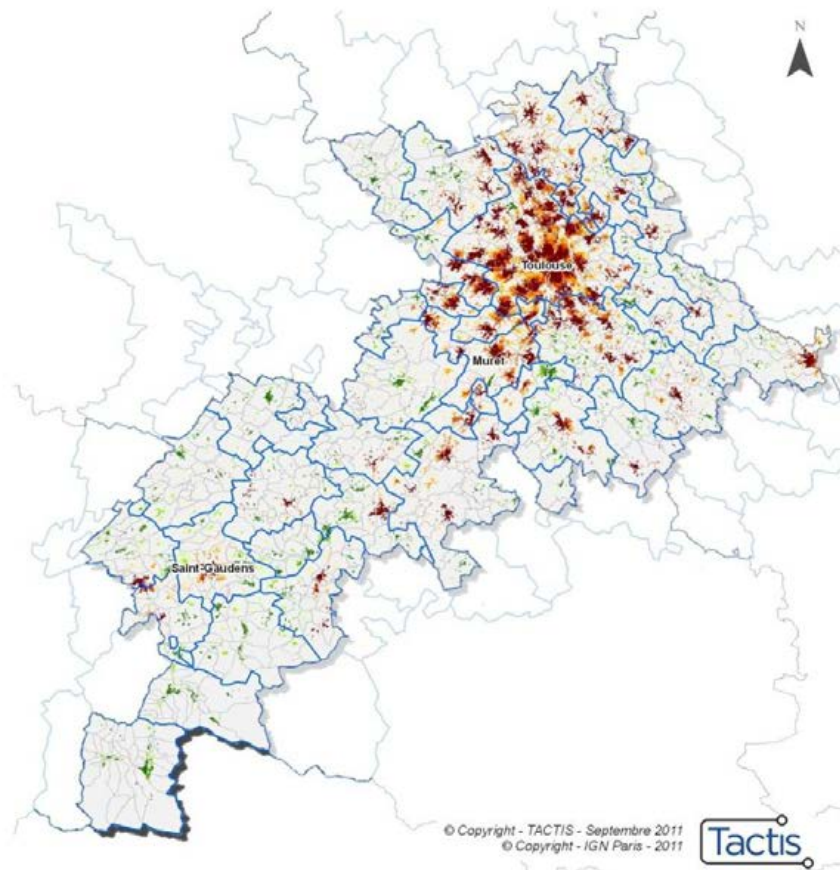 N
Toulouse
Muret
Saint-Gaudens
© Copyright - TACTIS - Septembre 2011
© Copyright - IGN Paris - 2011
Tactis